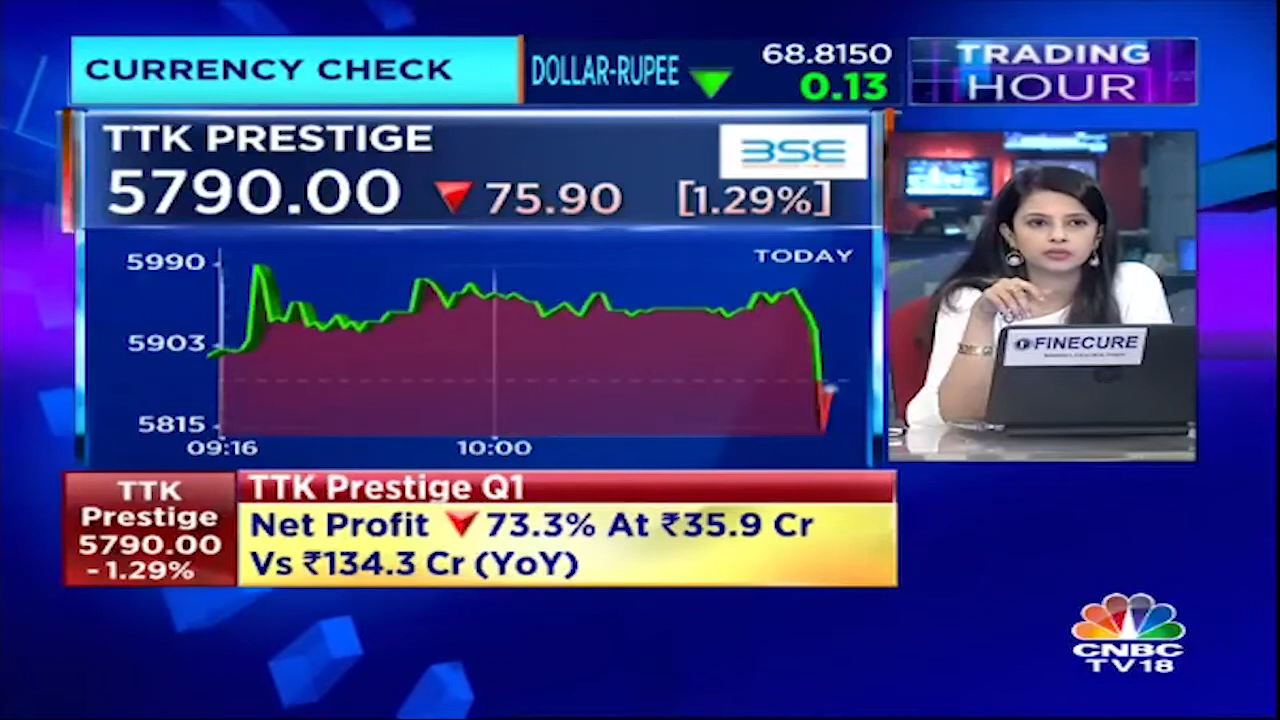 CURRENCY CHECK
DOLLAR-RUPEE
68.8150
0.13
TRADING
HOUR
TTK PRESTIGE
BSE
5790.00 75.90 [1.29%]
TODAY
5990
5903
5815
09:16
10:00
FINECURE
TTK
Prestige
5790.00
-1.29%
TTK Prestige Q1
Net Profit 73.3% At ₹35.9 Cr
Vs ₹134.3 Cr (YoY)
CNBC
TV18